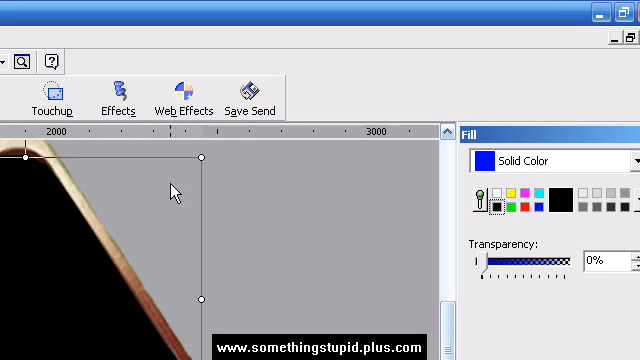 Touchup Effects Web Effects Save Send
2000 3000
Fill
Solid Color
Transparency:
0%
www.somethingstupid.plus.com